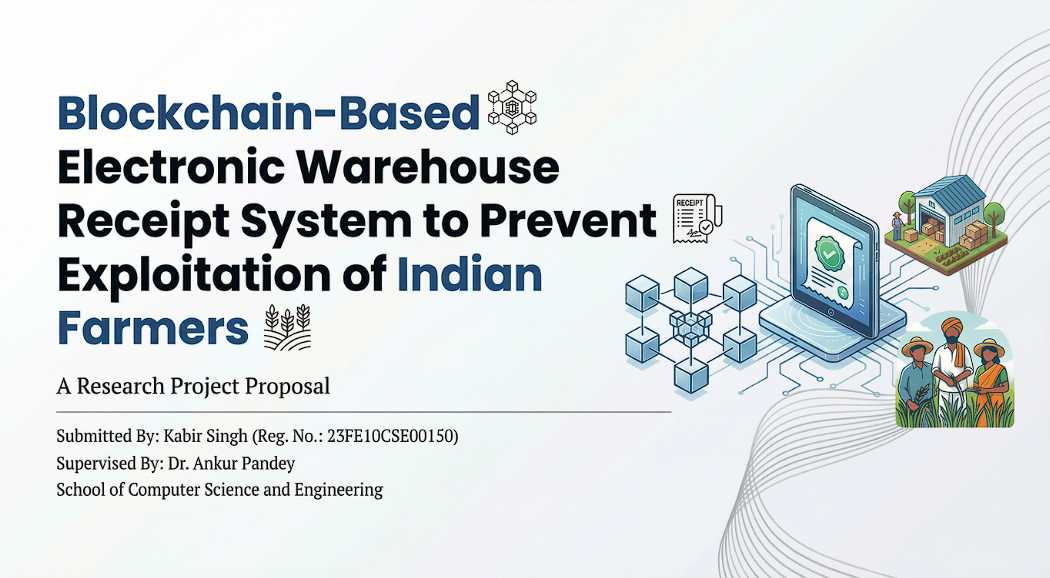 Blockchain-Based
Electronic Warehouse
Receipt System to Prevent
RECEIPT
Exploitation of Indian
Farmers
A Research Project Proposal
Submitted By: Kabir Singh (Reg. No.: 23FE10CSE00150)
Supervised By: Dr. Ankur Pandey
School of Computer Science and Engineering